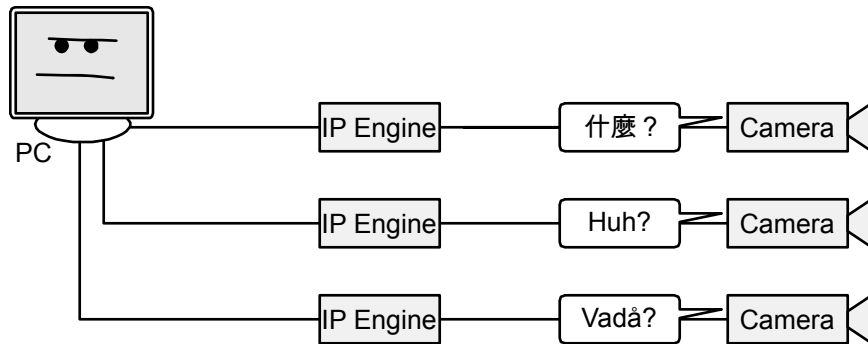 PC
IP Engine
什麼 ?
Camera
IP Engine
Huh?
Camera
IP Engine
Vadå?
Camera